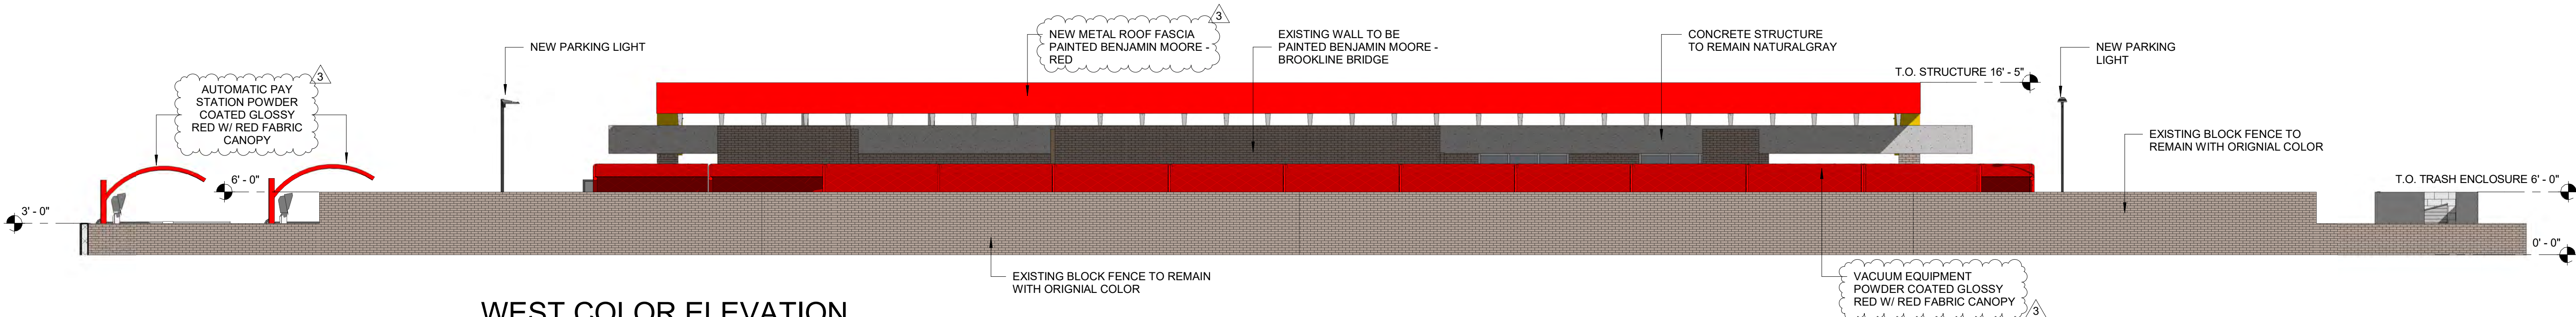 3
NEW METAL ROOF FASCIA
PAINTED BENJAMIN MOORE -
RED
EXISTING WALL TO BE
PAINTED BENJAMIN MOORE -
BROOKLINE BRIDGE
CONCRETE STRUCTURE
TO REMAIN NATURALGRAY
NEW PARKING LIGHT
NEW PARKING
LIGHT
3
AUTOMATIC PAY
STATION POWDER
COATED GLOSSY
RED W/ RED FABRIC
CANOPY
T.O. STRUCTURE 16' - 5"
EXISTING BLOCK FENCE TO
REMAIN WITH ORIGNIAL COLOR
6' - 0"
T.O. TRASH ENCLOSURE 6' - 0"
3' - 0"
0' - 0"
EXISTING BLOCK FENCE TO REMAIN
WITH ORIGNIAL COLOR
VACUUM EQUIPMENT
POWDER COATED GLOSSY
RED W/ RED FABRIC CANOPY
3
WEST COLOR ELEVATION